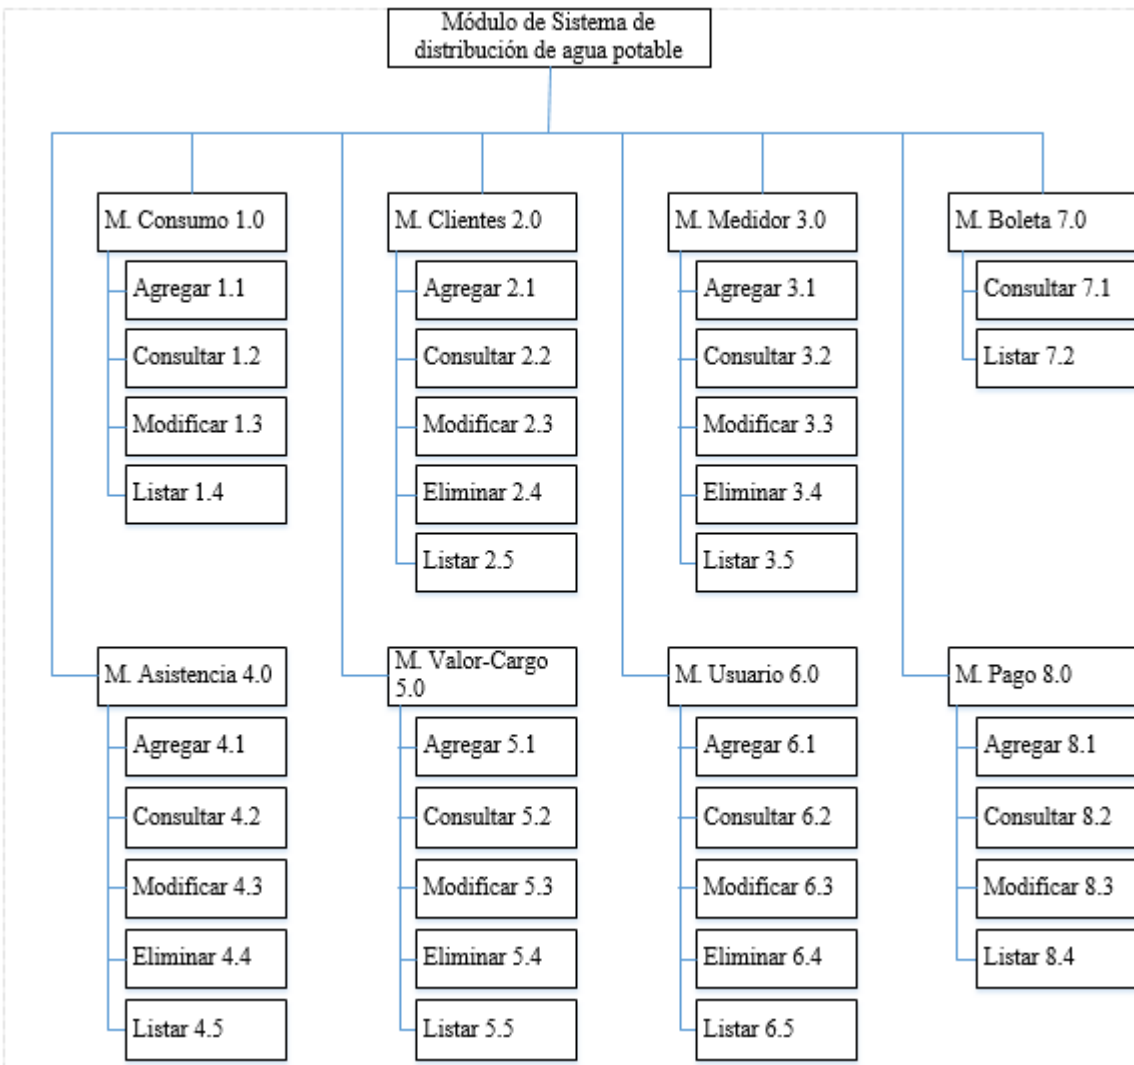 Módulo de Sistema de
distribución de agua potable
M. Consumo 1.0
Agregar 1.1
Consultar 1.2
Modificar 1.3
Listar 1.4
M. Clientes 2.0
Agregar 2.1
Consultar 2.2
Modificar 2.3
Eliminar 2.4
Listar 2.5
M. Medidor 3.0
Agregar 3.1
Consultar 3.2
Modificar 3.3
Eliminar 3.4
Listar 3.5
M. Boleta 7.0
Consultar 7.1
Listar 7.2
M. Asistencia 4.0
Agregar 4.1
Consultar 4.2
Modificar 4.3
Eliminar 4.4
Listar 4.5
M. Valor-Cargo
5.0
Agregar 5.1
Consultar 5.2
Modificar 5.3
Eliminar 5.4
Listar 5.5
M. Usuario 6.0
Agregar 6.1
Consultar 6.2
Modificar 6.3
Eliminar 6.4
Listar 6.5
M. Pago 8.0
Agregar 8.1
Consultar 8.2
Modificar 8.3
Listar 8.4